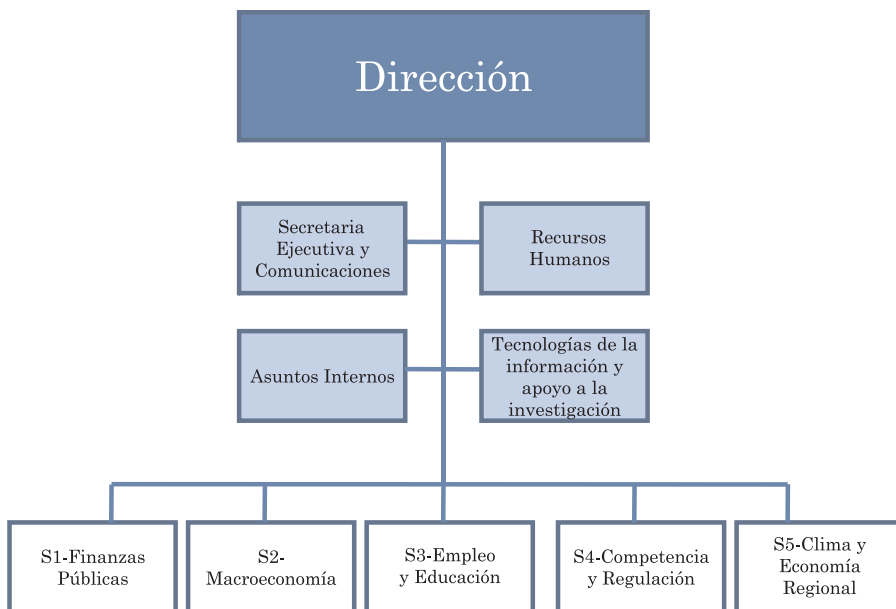 Dirección
Secretaria
Ejecutiva y
Comunicaciones
Recursos
Humanos
Asuntos Internos
Tecnologías de la
información y
apoyo a la
investigación
S1-Finanzas
Públicas
S2-
Macroeconomía
S3-Empleo
y Educación
S4-Competencia
y Regulación
S5-Clima y
Economía
Regional